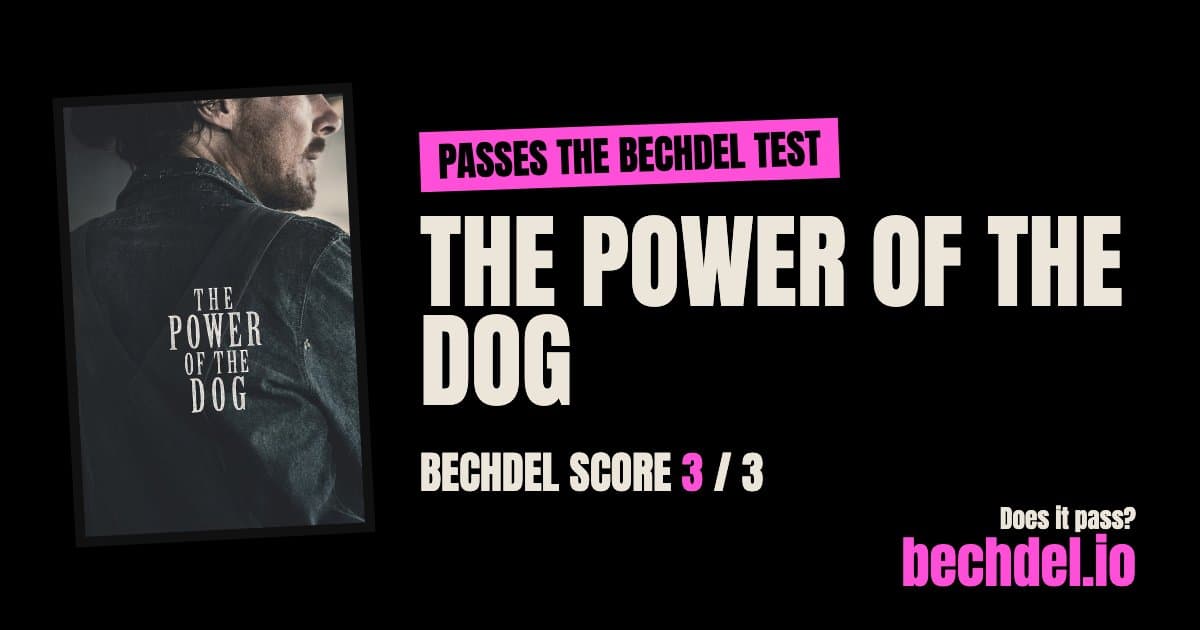 THE
POWER
OF THE
DOG
PASSES THE BECHDEL TEST
THE POWER OF THE
DOG
BECHDEL SCORE 3 / 3
Does it pass?
bechdel.io